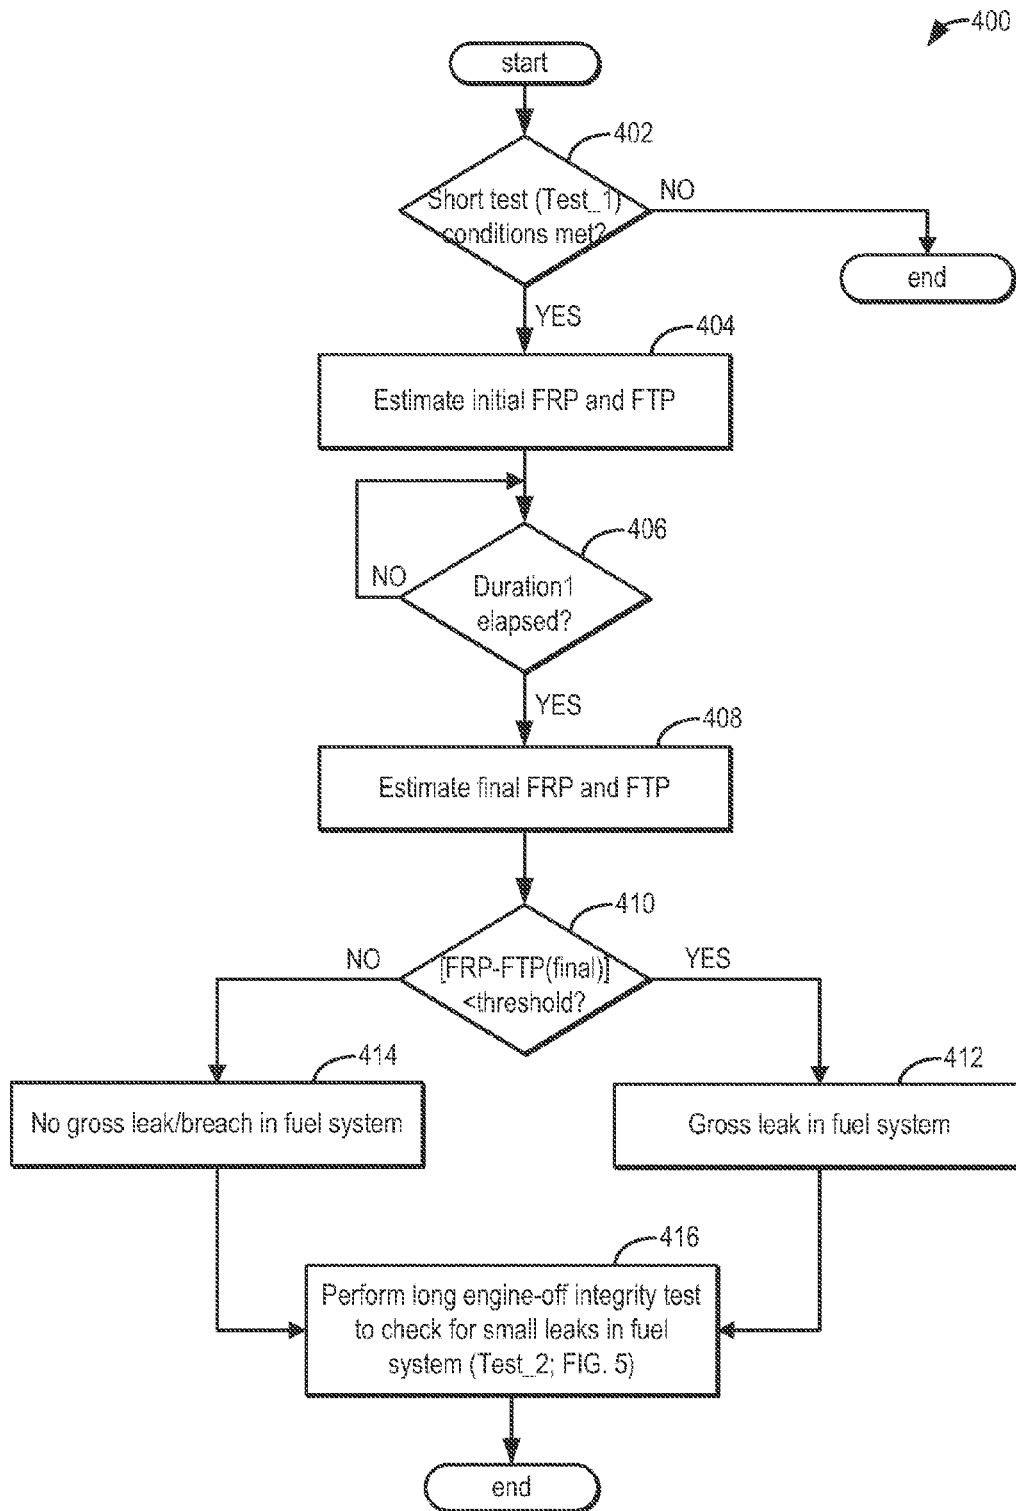 400
start
402
Short test (Test_1)
conditions met?
NO
end
YES
404
Estimate initial FRP and FTP
406
NO
Duration1
elapsed?
YES
408
Estimate final FRP and FTP
410
NO
[FRP-FTP(final)]
<threshold?
YES
414
No gross leak/breach in fuel system
412
Gross leak in fuel system
416
Perform long engine-off integrity test
to check for small leaks in fuel
system (Test_2; FIG. 5)
end